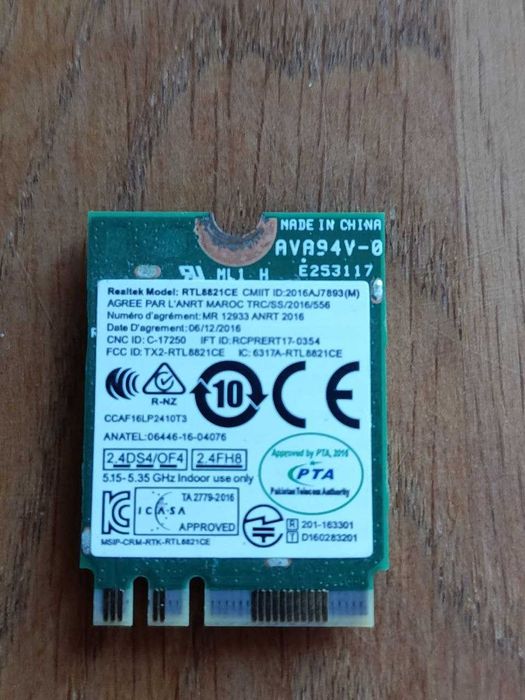 MADE IN CHINA
AVA94V-0
ML1 H E253117
Realtek Model: RTL8821CE CMIIT ID:2016AJ7893(M)
AGREE PAR L'ANRT MAROC TRC/SS/2016/556
Numéro d'agrément: MR 12933 ANRT 2016
Date D'agrement: 06/12/2016
CNC ID: C-17250 IFT ID:RCPRERT17-0354
FCC ID: TX2-RTL8821CE IC: 6317A-RTL8821CE
R-NZ
10
CE
CCAF16LP2410T3
ANATEL:06446-16-04076
2,4DS4/OF4 2,4FH8
5.15- 5.35 GHz Indoor use only
Approved by PTA, 2016
PTA
Pakistan Telecom Authority
ICASA TA 2779-2016
APPROVED
R 201-163301
T D160283201
MSIP-CRM-RTK-RTL8821CE